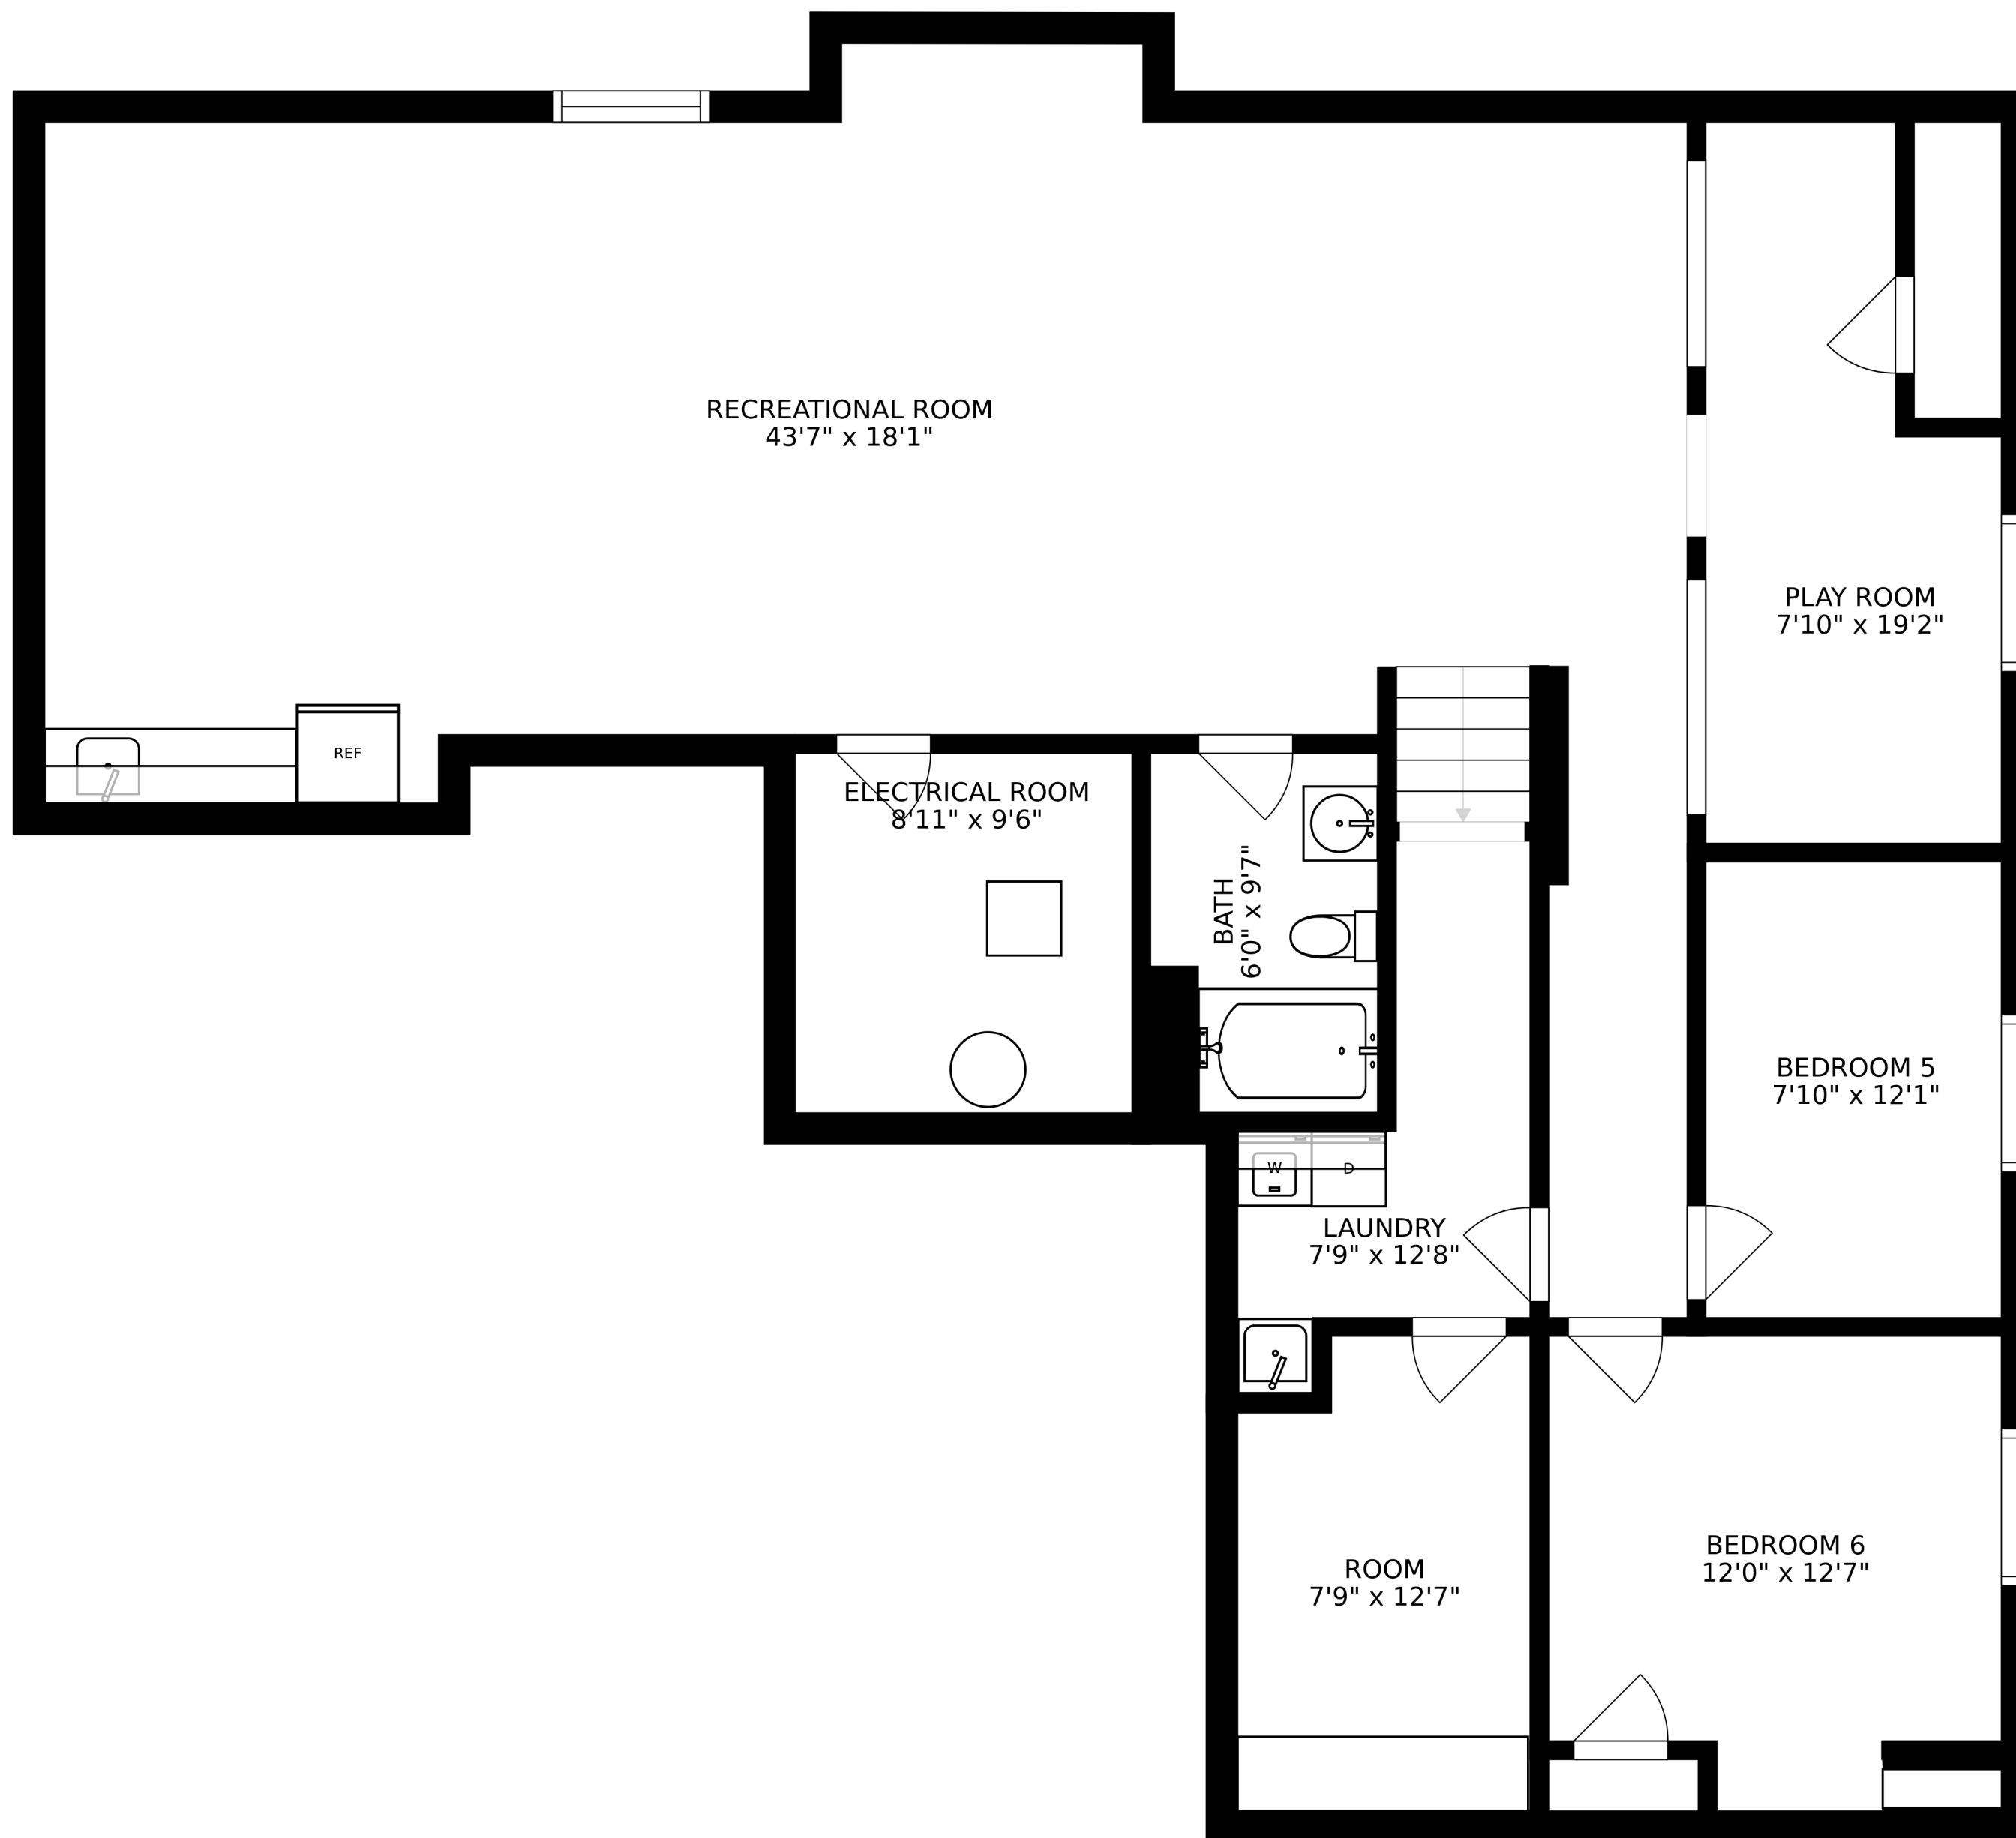 RECREATIONAL ROOM
43'7" x 18'1"
PLAY ROOM
7'10" x 19'2"
REF
ELECTRICAL ROOM
8'11" x 9'6"
BATH
6'0" x 9'7"
BEDROOM 5
7'10" x 12'1"
W
D
LAUNDRY
7'9" x 12'8"
BEDROOM 6
12'0" x 12'7"
ROOM
7'9" x 12'7"